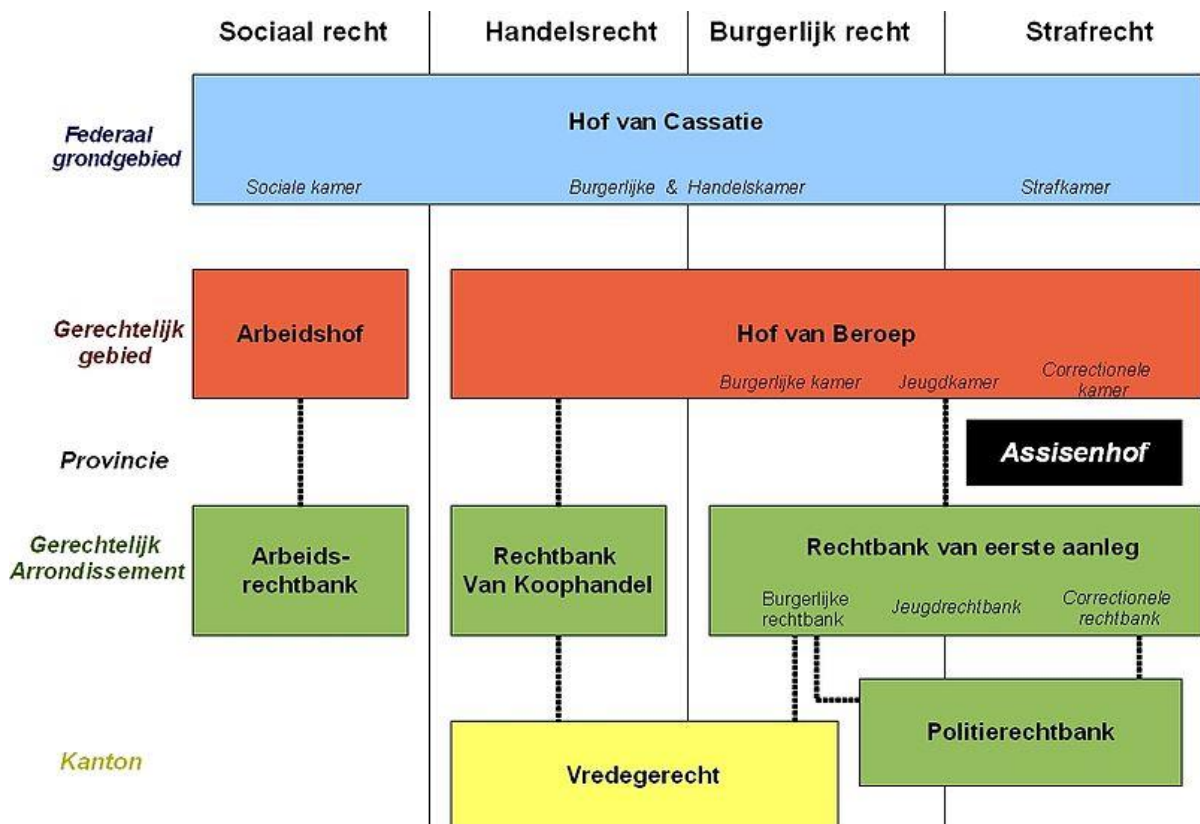 Sociaal recht
Handelsrecht
Burgerlijk recht
Strafrecht
Federaal
grondgebied
Hof van Cassatie
Sociale kamer
Burgerlijke & Handelskamer
Strafkamer
Gerechtelijk
gebied
Arbeidshof
Hof van Beroep
Burgerlijke kamer
Jeugdkamer
Correctionele
kamer
Provincie
Assisenhof
Gerechtelijk
Arrondissement
Arbeids-
rechtbank
Rechtbank
Van Koophandel
Rechtbank van eerste aanleg
Burgerlijke
rechtbank
Jeugdrechtbank
Correctionele
rechtbank
Politierechtbank
Kanton
Vredegerecht